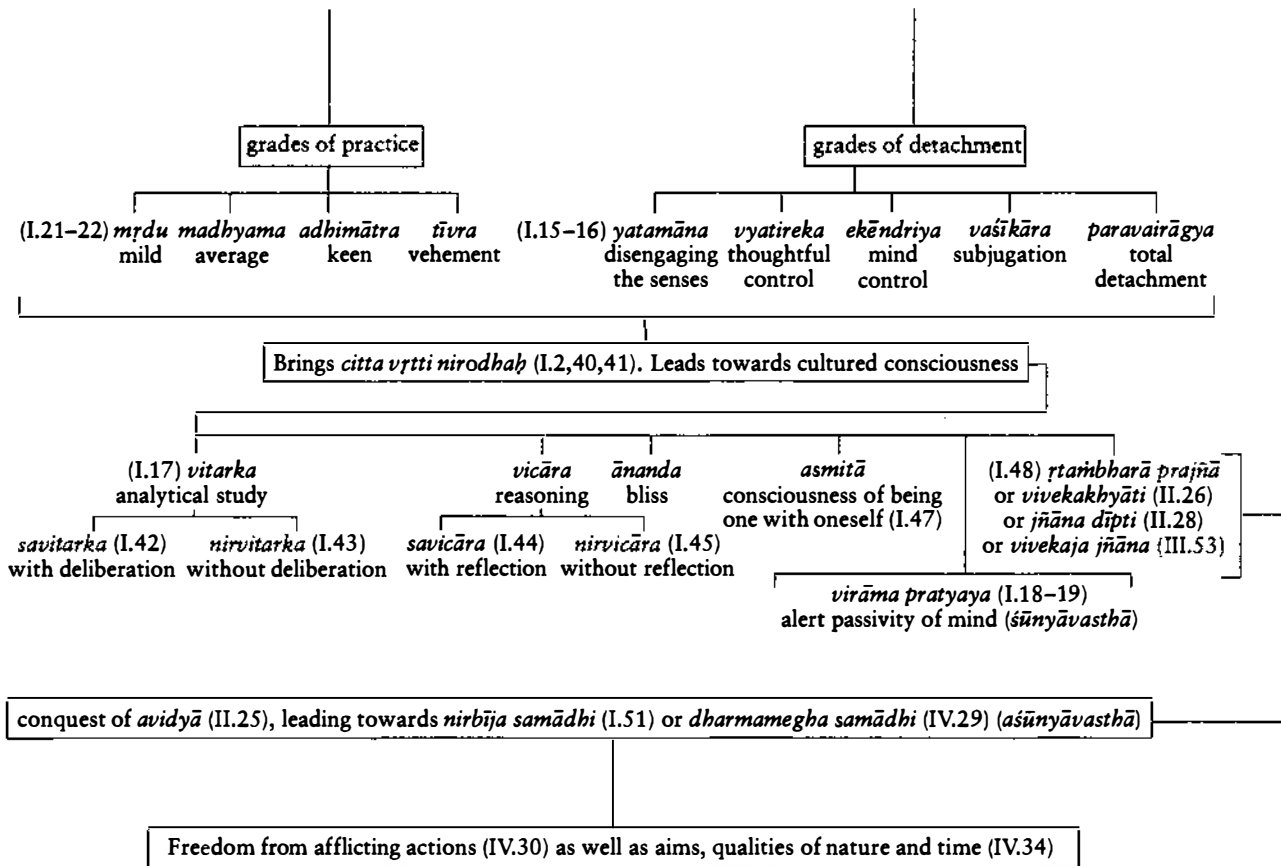 grades of practice
grades of detachment
(I.21–22) mṛdu madhyama adhimātra tīvra
mild average keen vehement
(I.15–16) yatamāna vyatireka ekēndriya vaśīkāra paravairāgya
disengaging thoughtful mind subjugation total
the senses control control detachment
Brings citta vṛtti nirodhaḥ (I.2,40,41). Leads towards cultured consciousness
(I.17) vitarka
analytical study
savitarka (I.42) nirvitarka (I.43)
with deliberation without deliberation
vicāra
reasoning
savicāra (I.44) nirvicāra (I.45)
with reflection without reflection
ānanda
bliss
asmitā
consciousness of being
one with oneself (I.47)
(I.48) ṛtaṁbharā prajñā
or vivekakhyāti (II.26)
or jñāna dīpti (II.28)
or vivekaja jñāna (III.53)
virāma pratyaya (I.18–19)
alert passivity of mind (śūnyāvasthā)
conquest of avidyā (II.25), leading towards nirbīja samādhi (I.51) or dharmamegha samādhi (IV.29) (aśūnyāvasthā)
Freedom from afflicting actions (IV.30) as well as aims, qualities of nature and time (IV.34)